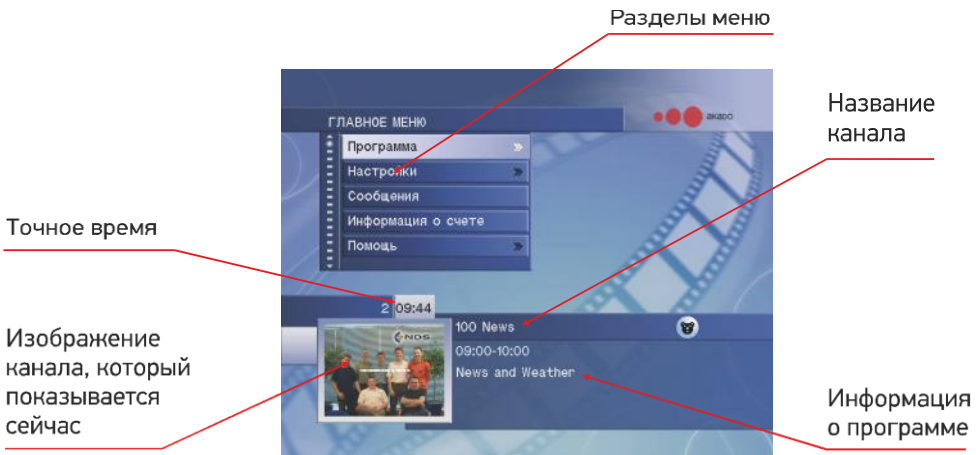 Разделы меню
Название
канала
ГЛАВНОЕ МЕНЮ
акадо
Программа
Настройки
Сообщения
Информация о счете
Помощь
Точное время
2 09:44
Изображение
канала, который
показывается
сейчас
NDS
100 News
09:00-10:00
News and Weather
Информация
о программе